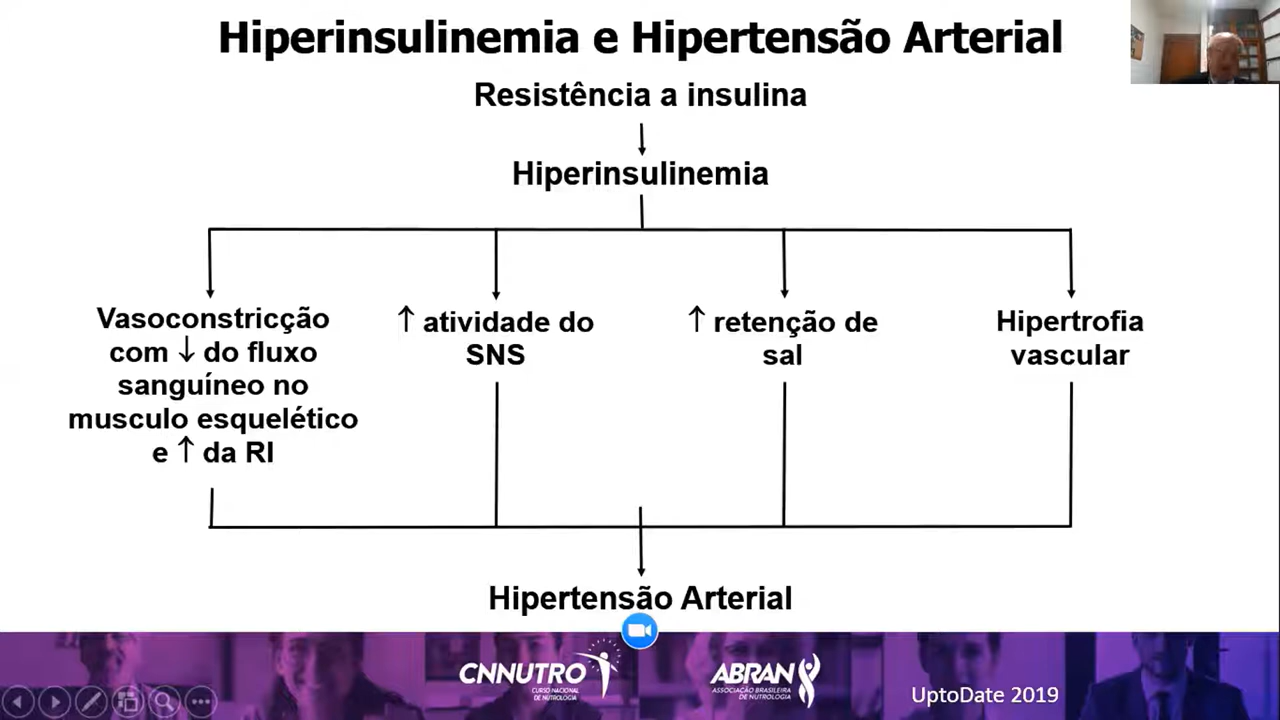 Hiperinsulinemia e Hipertensão Arterial
Resistência a insulina
Hiperinsulinemia
Vasoconstricção
com ↓ do fluxo
sanguíneo no
musculo esquelético
e ↑ da RI
↑ atividade do
SNS
↑ retenção de
sal
Hipertrofia
vascular
Hipertensão Arterial
CNNUTRO
CURSO NACIONAL
DE NUTROLOGIA
ABRAN
ASSOCIAÇÃO BRASILEIRA
DE NUTROLOGIA
UptoDate 2019